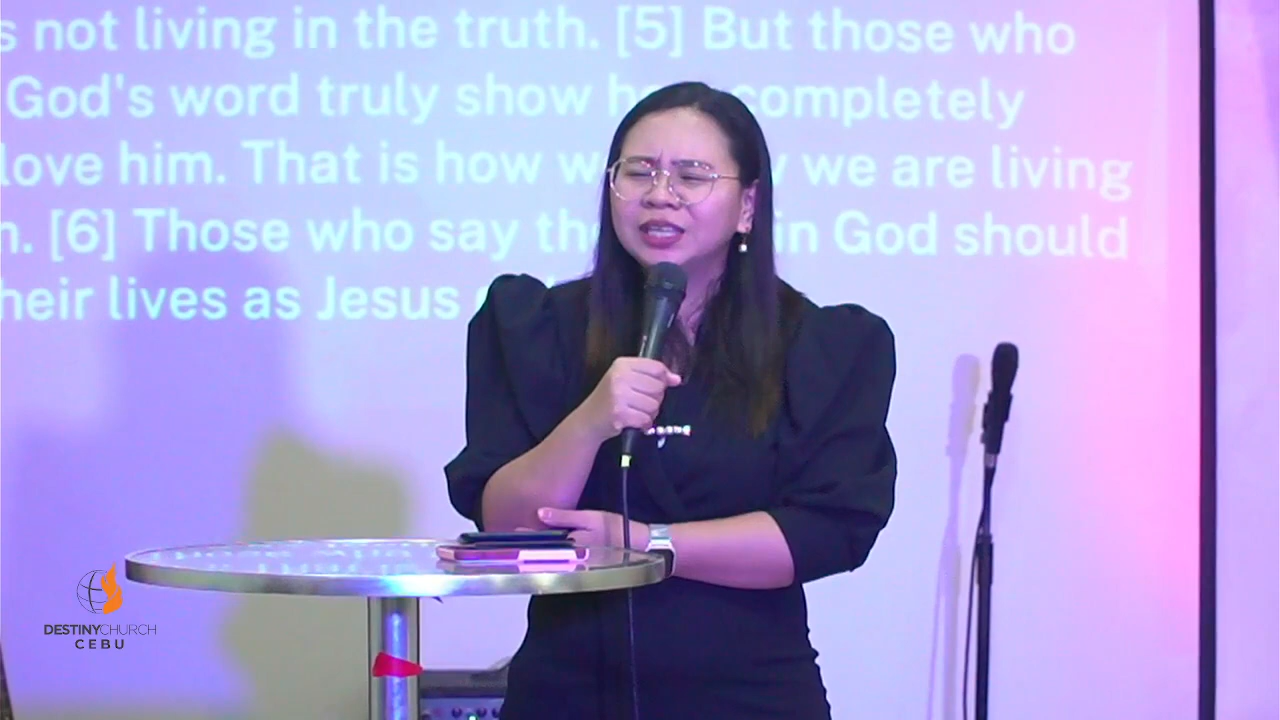 s not living in the truth. [5] But those who
God's word truly show completely
love him. That is how we are living
n. [6] Those who say in God should
heir lives as Jesus
DESTINYCHURCH
CEBU